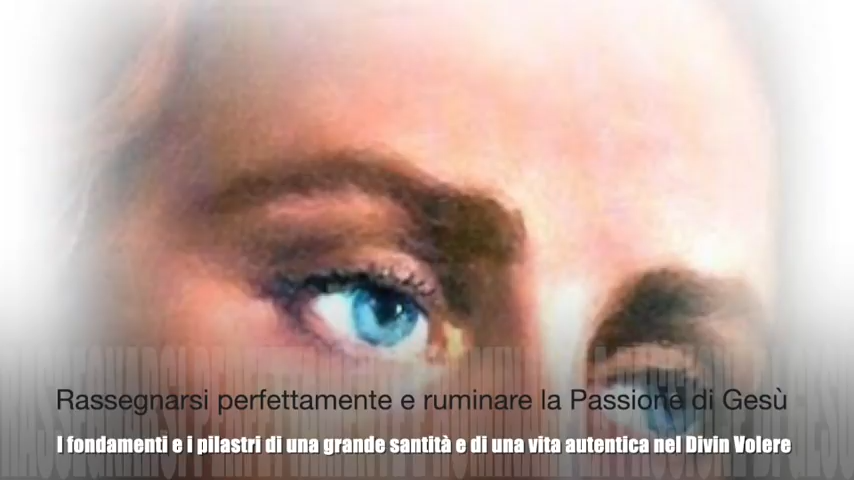 Rassegnarsi perfettamente e ruminare la Passione di Gesù
I fondamenti e i pilastri di una grande santità e di una vita autentica nel Divin Volere